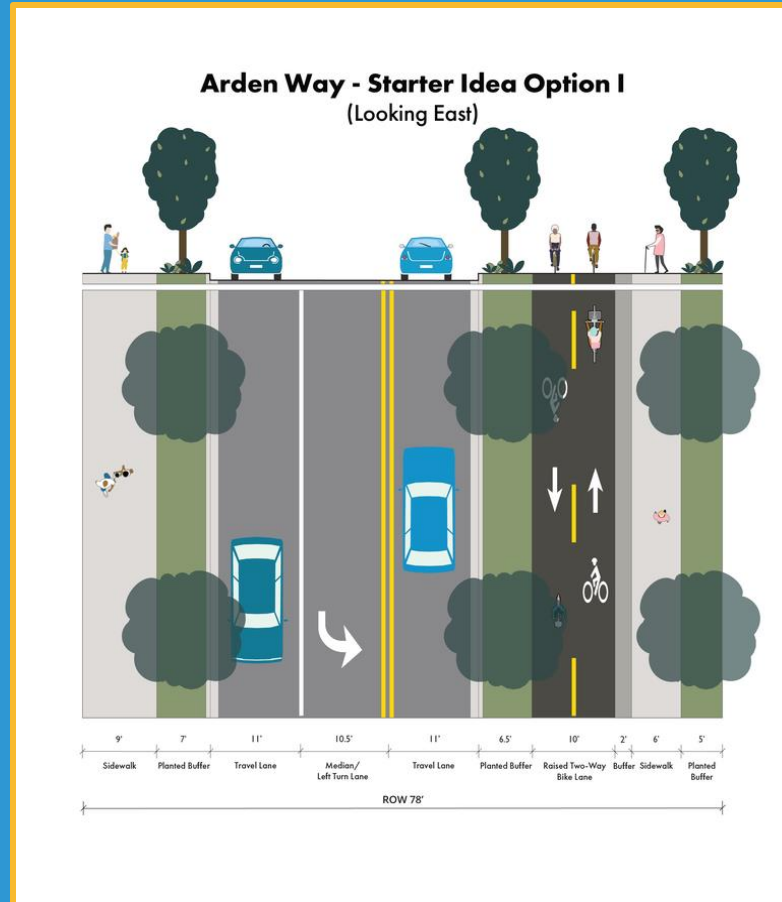 Arden Way - Starter Idea Option I
(Looking East)
9' 7' 11' 10.5' 11' 6.5' 10' 2' 6' 5'
Sidewalk Planted Buffer Travel Lane Median/ Travel Lane Planted Buffer Raised Two-Way Buffer Sidewalk Planted
Left Turn Lane Bike Lane Buffer
ROW 78'